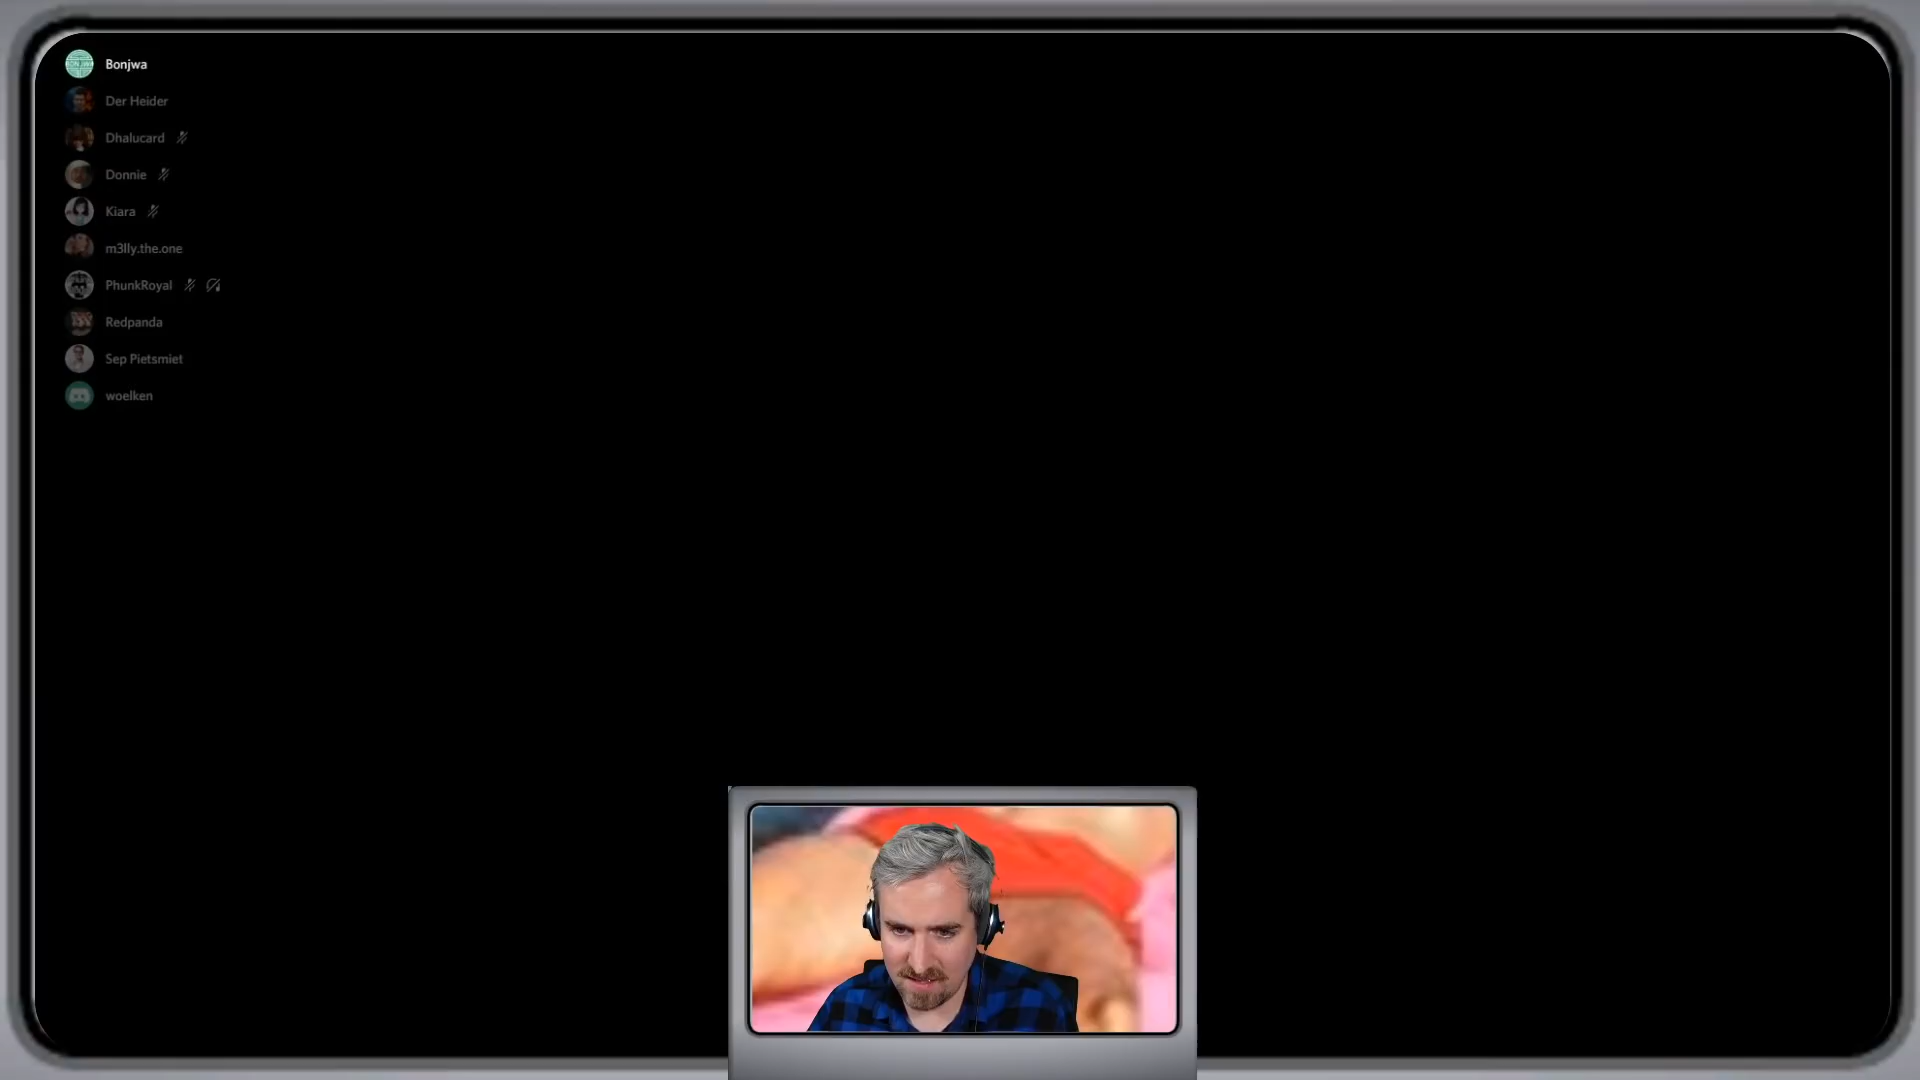 Bonjwa
Der Heider
Dhalucard
Donnie
Kiara
m3lly.the.one
PhunkRoyal
Redpanda
Sep Pietsmiet
woelken